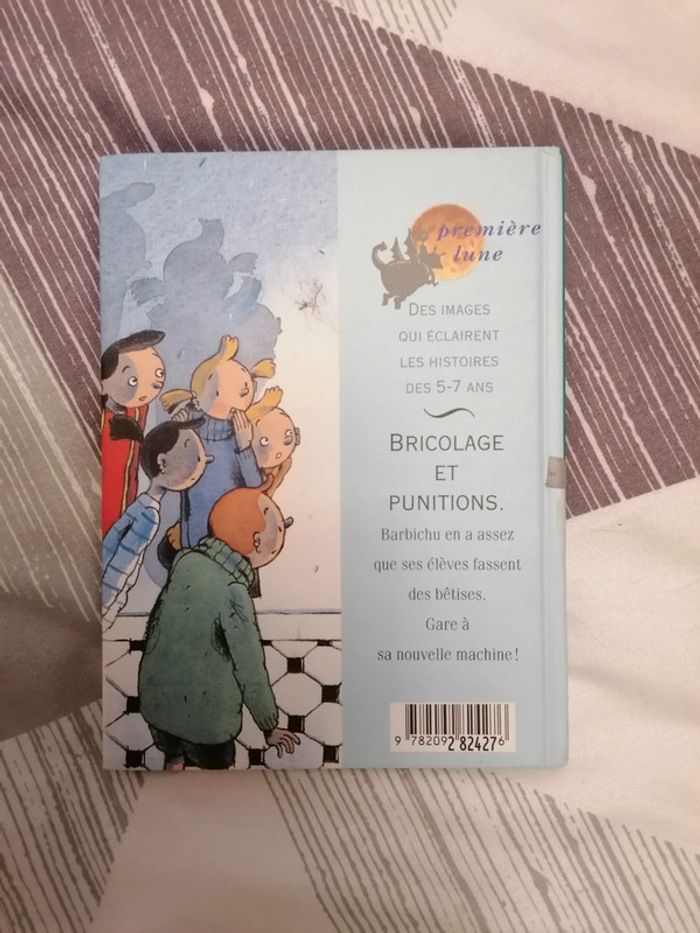 première
lune
DES IMAGES
QUI ÉCLAIRENT
LES HISTOIRES
DES 5-7 ANS
BRICOLAGE
ET
PUNITIONS.
Barbichu en a assez
que ses élèves fassent
des bêtises.
Gare à
sa nouvelle machine !
9 782092 824276